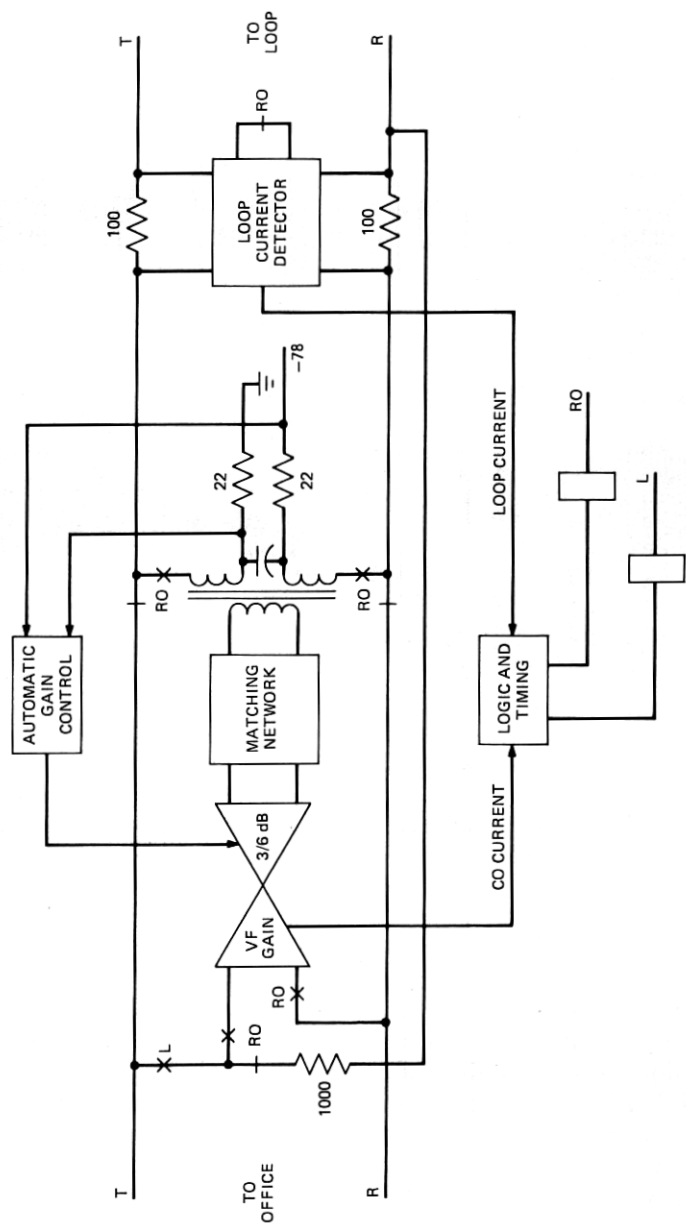 T
TO
OFFICE
R
L
RO
1000
RO
VF
GAIN
3/6 dB
AUTOMATIC
GAIN
CONTROL
MATCHING
NETWORK
RO
RO
22
22
-78
100
LOOP
CURRENT
DETECTOR
100
RO
T
TO
LOOP
R
CO CURRENT
LOGIC AND
TIMING
LOOP CURRENT
RO
L